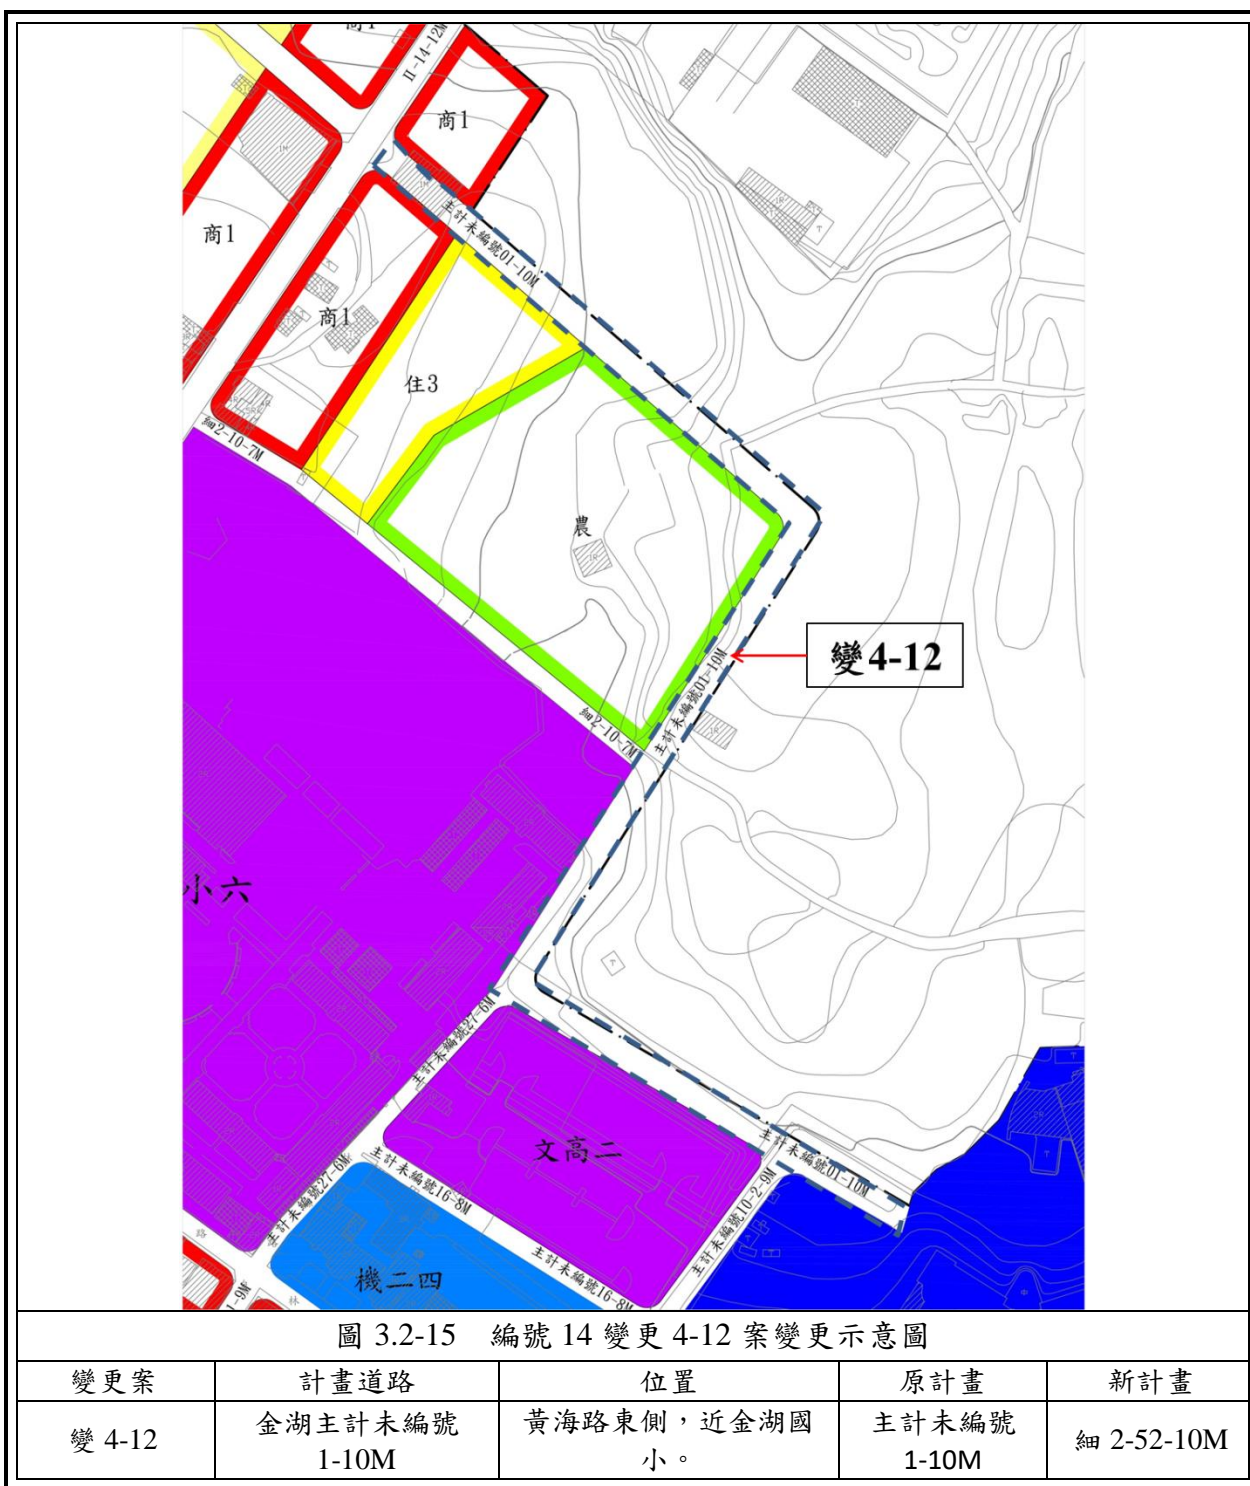 商1
II-14-12M
商1
商1
主計未編號01-10M
商1
住3
細2-10-7M
農
變4-12
主計未編號01-10M
細2-10-7M
小六
主計未編號27-6M
文高二
主計未編號01-10M
主計未編號27-6M
主計未編號16-8M
主計未編號10-2-9M
機二四
主計未編號16-8M
路
1-9M
林
圖 3.2-15 編號 14 變更 4-12 案變更示意圖
變更案 計畫道路 位置 原計畫 新計畫
變 4-12 金湖主計未編號 1-10M 黃海路東側，近金湖國小。 主計未編號 1-10M 細 2-52-10M